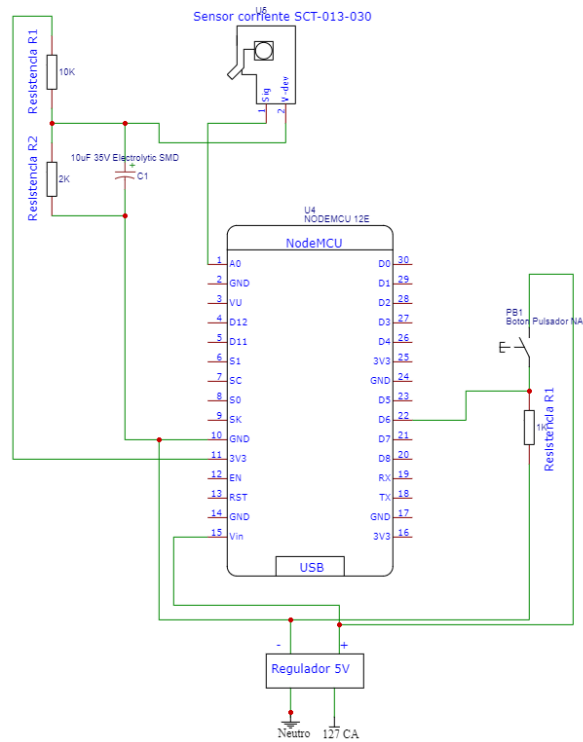 U5
Sensor corriente SCT-013-030
Sig
V-dev
1
2
Resistencia R1
10K
Resistencia R2
2K
10uF 35V Electrolytic SMD
+
C1
U4
NODEMCU 12E
NodeMCU
1 A0 D0 30
2 GND D1 29
3 VU D2 28
4 D12 D3 27
5 D11 D4 26
6 S1 3V3 25
7 SC GND 24
8 S0 D5 23
9 SK D6 22
10 GND D7 21
11 3V3 D8 20
12 EN RX 19
13 RST TX 18
14 GND GND 17
15 Vin 3V3 16
USB
PB1
Boton Pulsador NA
1K
Resistencia R1
- +
Regulador 5V
Neutro 127 CA